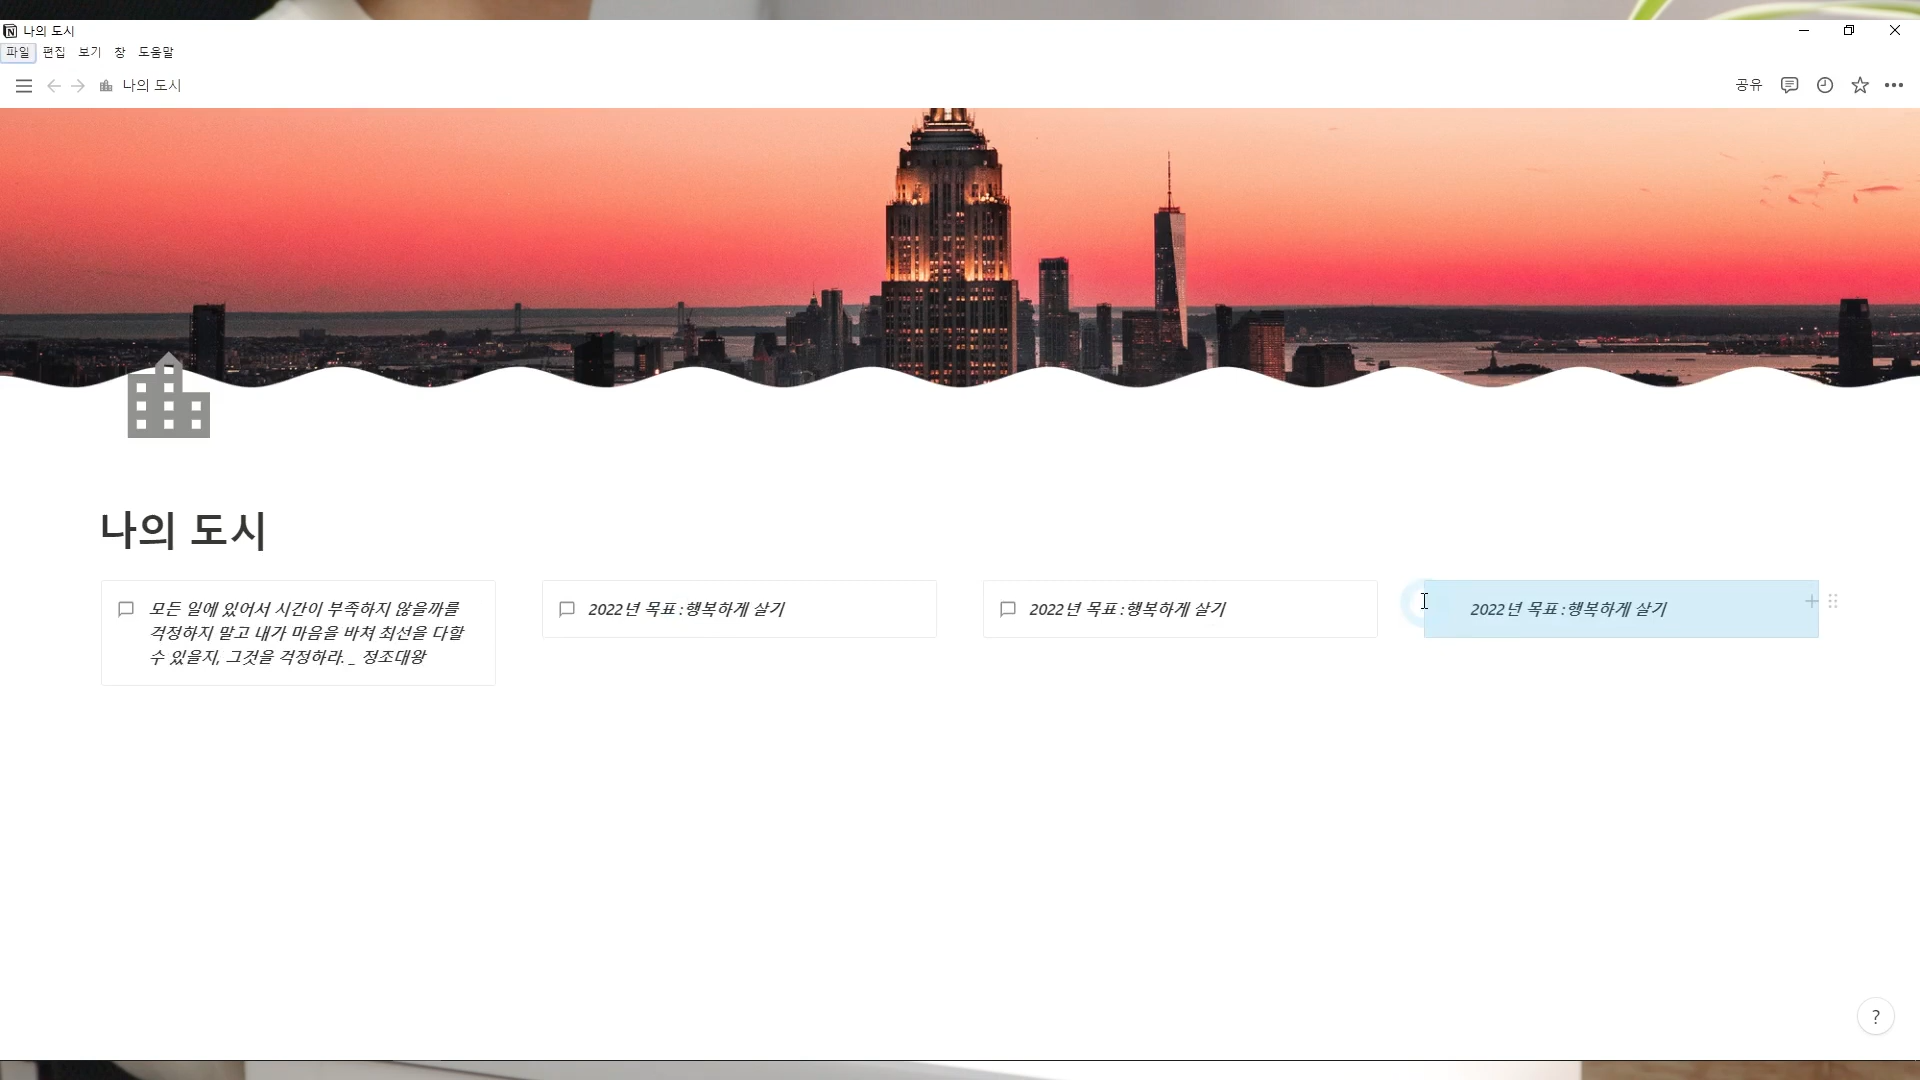 나의 도시
파일 편집 보기 창 도움말
나의 도시
공유
나의 도시
모든 일에 있어서 시간이 부족하지 않을까를
걱정하지 말고 내가 마음을 바쳐 최선을 다할
수 있을지, 그것을 걱정하라. _ 정조대왕
2022년 목표 : 행복하게 살기
2022년 목표 : 행복하게 살기
2022년 목표 : 행복하게 살기
?